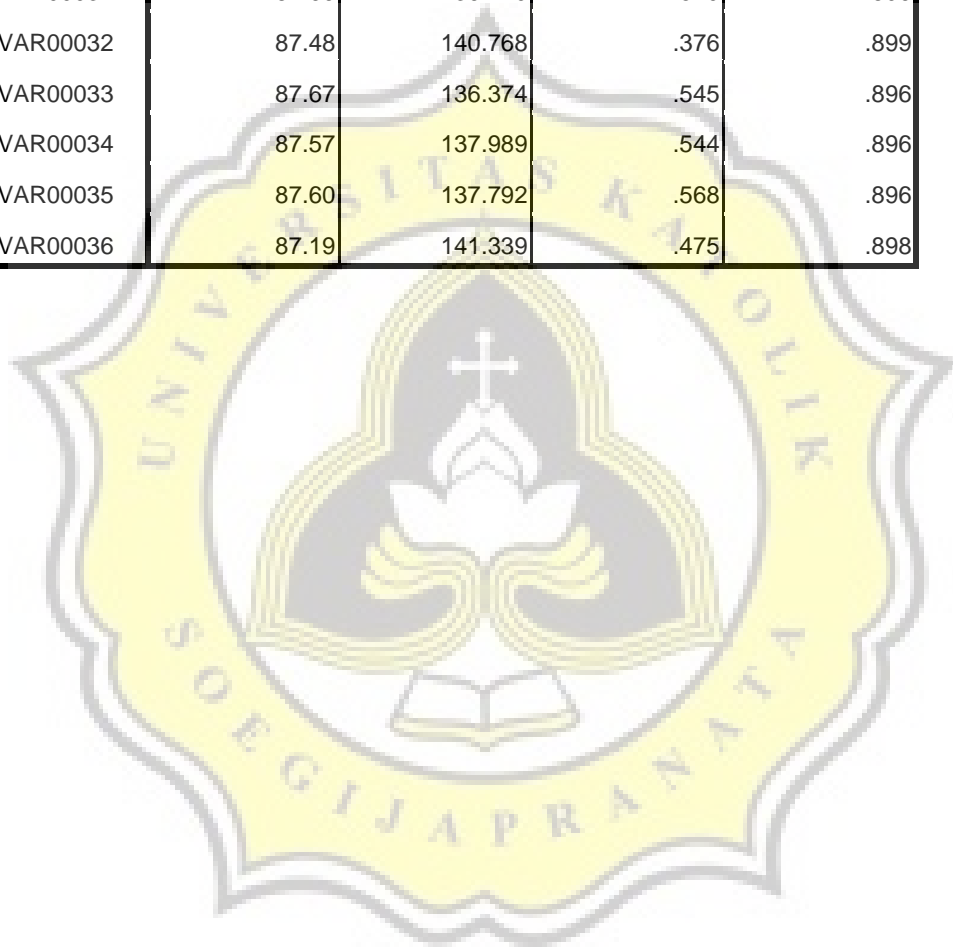 VAR00032 87.48 140.768 .376 .899
VAR00033 87.67 136.374 .545 .896
VAR00034 87.57 137.989 .544 .896
VAR00035 87.60 137.792 .568 .896
VAR00036 87.19 141.339 .475 .898
UNIVERSITAS KATOLIK
SOEGIJAPRANATA